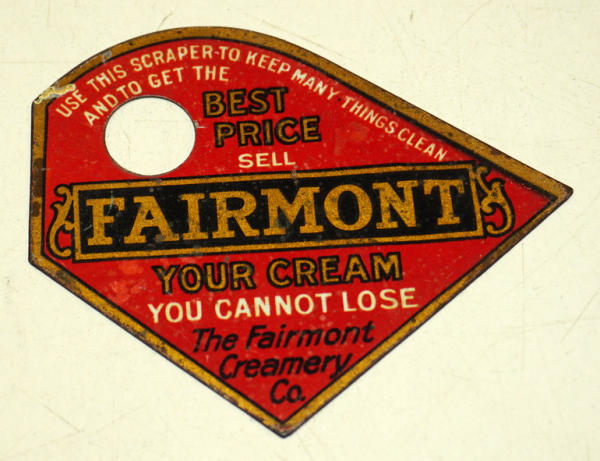 USE THIS SCRAPER-TO KEEP MANY THINGS CLEAN
AND TO GET THE
BEST
PRICE
SELL
FAIRMONT
YOUR CREAM
YOU CANNOT LOSE
The Fairmont
Creamery
Co.